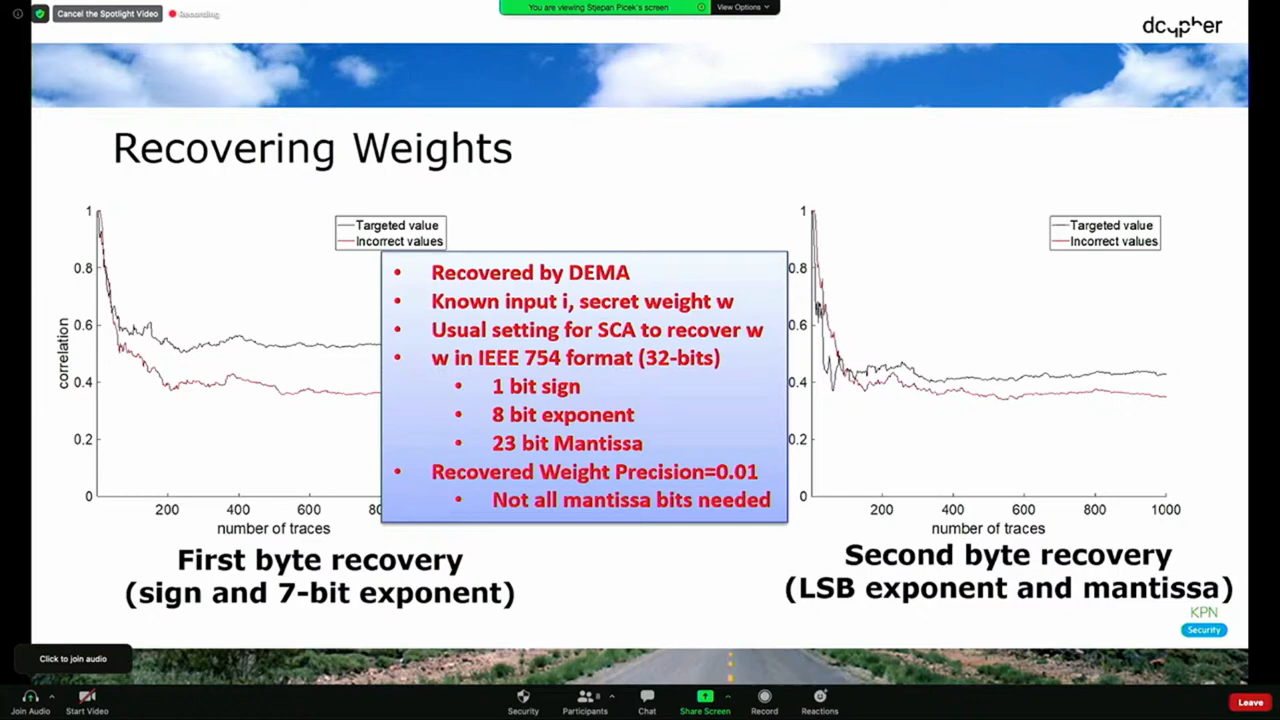 Cancel the Spotlight Video
Recording
You are viewing Stjepan Picek's screen
View Options
dcypher
Recovering Weights
1
0.8
0.6
0.4
0.2
0
correlation
Targeted value
Incorrect values
200
400
600
number of traces
First byte recovery
(sign and 7-bit exponent)
• Recovered by DEMA
• Known input i, secret weight w
• Usual setting for SCA to recover w
• w in IEEE 754 format (32-bits)
• 1 bit sign
• 8 bit exponent
• 23 bit Mantissa
• Recovered Weight Precision=0.01
• Not all mantissa bits needed
1
0.8
0.6
0.4
0.2
0
Targeted value
Incorrect values
200
400
600
800
1000
number of traces
Second byte recovery
(LSB exponent and mantissa)
KPN
Security
Click to join audio
Join Audio
Start Video
Security
Participants
8
Chat
Share Screen
Record
Reactions
Leave